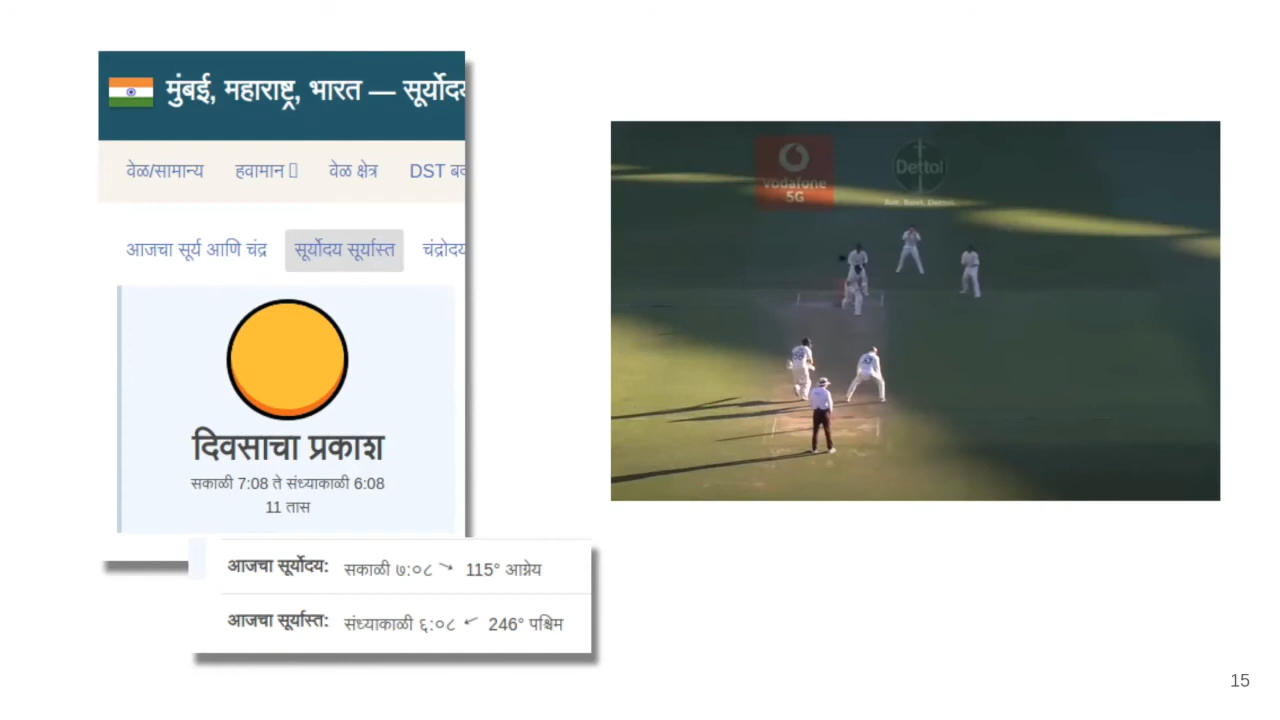 मुंबई, महाराष्ट्र, भारत — सूर्योदय
वेळ/सामान्य हवामान वेळ क्षेत्र DST
आजचा सूर्य आणि चंद्र सूर्योदय सूर्यास्त चंद्रोदय
दिवसाचा प्रकाश
सकाळी 7:08 ते संध्याकाळी 6:08
11 तास
आजचा सूर्योदय: सकाळी ७:०८ → 115° आग्नेय
आजचा सूर्यास्त: संध्याकाळी ६:०८ ← 246° पश्चिम
vodafone
5G
Dettol
15